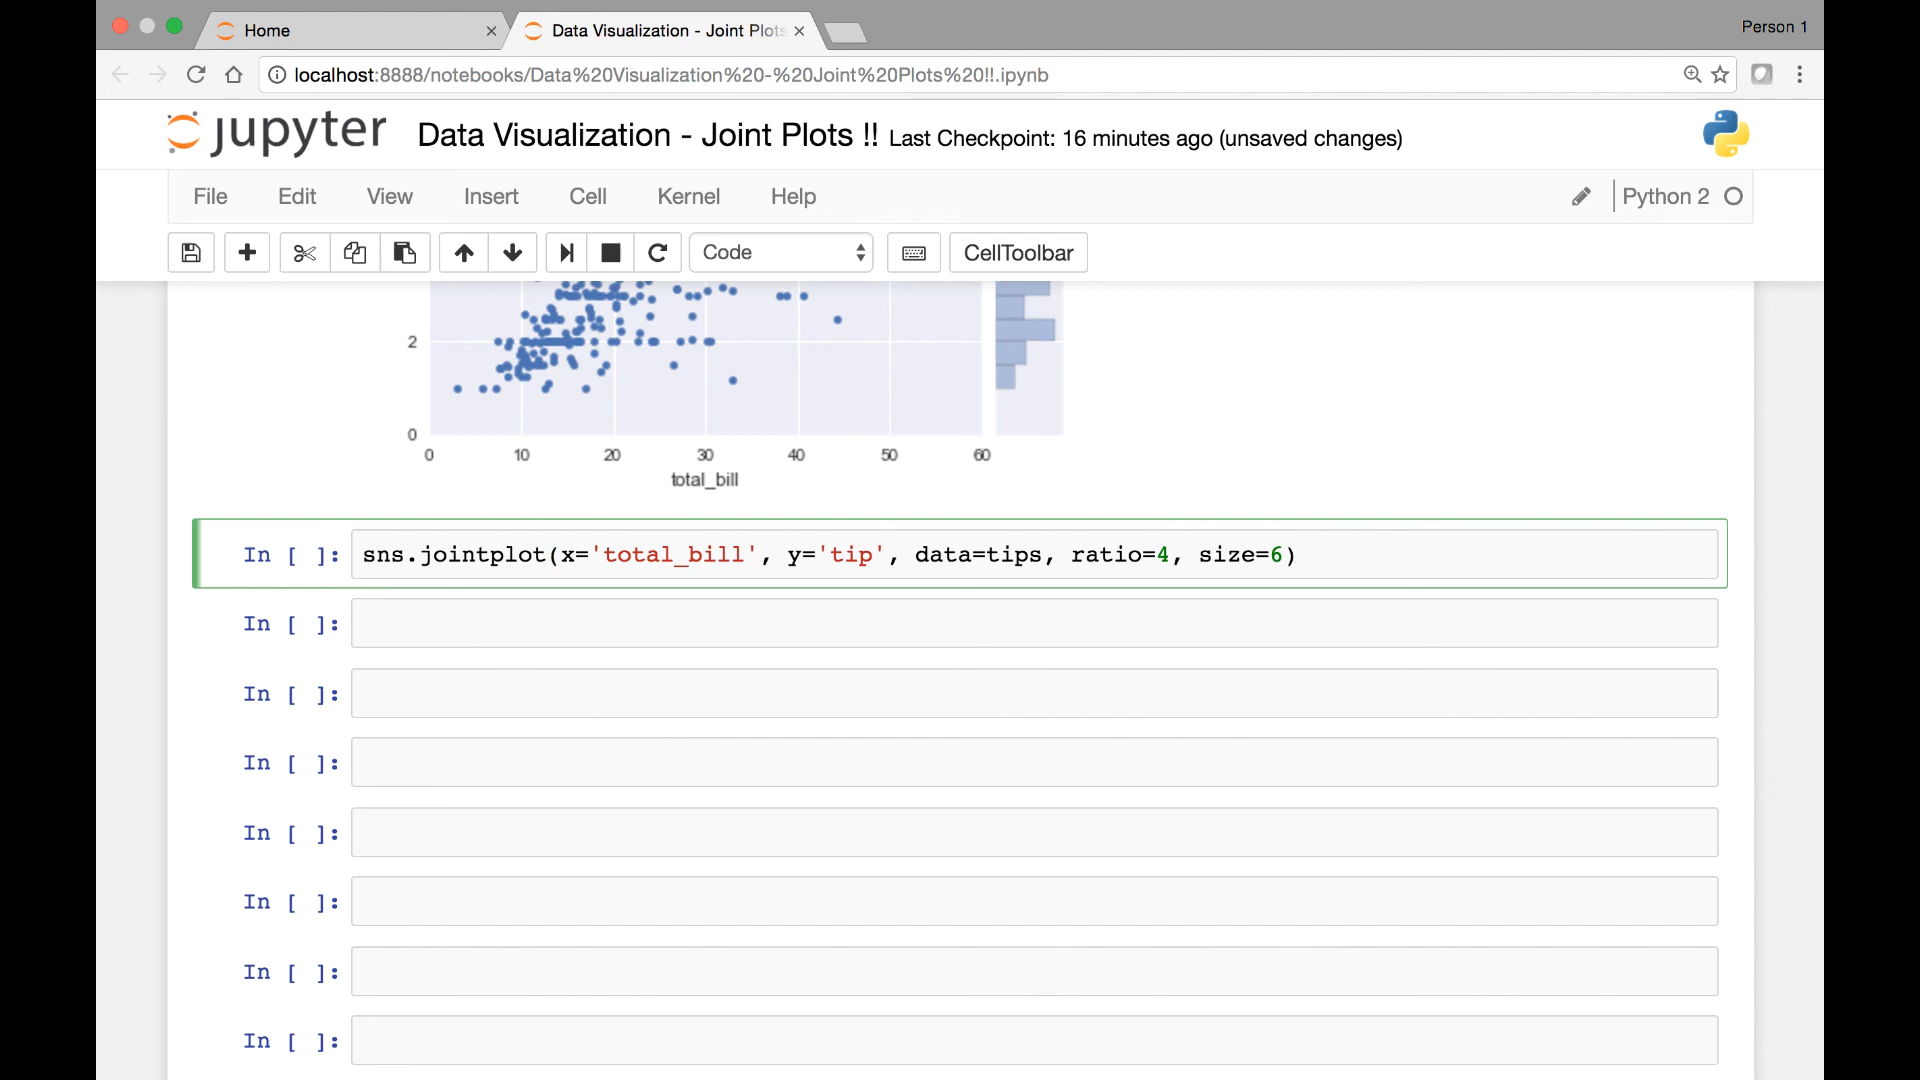 Home
Data Visualization - Joint Plots
Person 1
localhost:8888/notebooks/Data%20Visualization%20-%20Joint%20Plots%20!!.ipynb
jupyter Data Visualization - Joint Plots !! Last Checkpoint: 16 minutes ago (unsaved changes)
File Edit View Insert Cell Kernel Help Python 2
Code CellToolbar
2
0
0 10 20 30 40 50 60
total_bill
In [ ]: sns.jointplot(x='total_bill', y='tip', data=tips, ratio=4, size=6)
In [ ]:
In [ ]:
In [ ]:
In [ ]:
In [ ]:
In [ ]:
In [ ]: